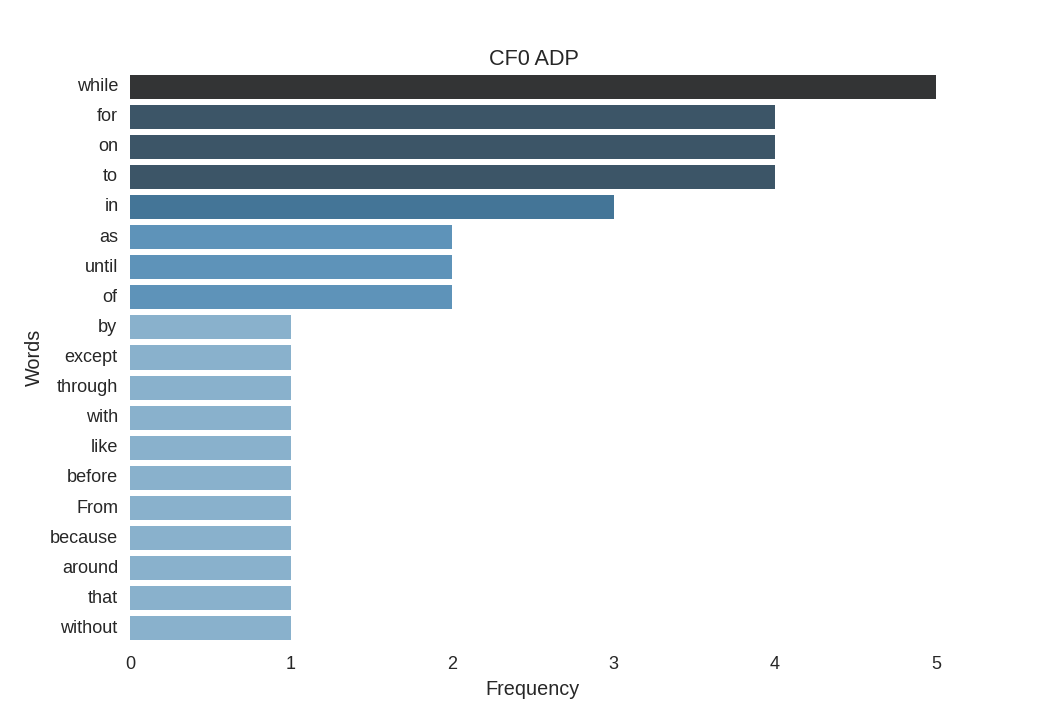 CF0 ADP
while
for
on
to
in
as
until
of
by
except
through
with
like
before
From
because
around
that
without
Words
0 1 2 3 4 5
Frequency